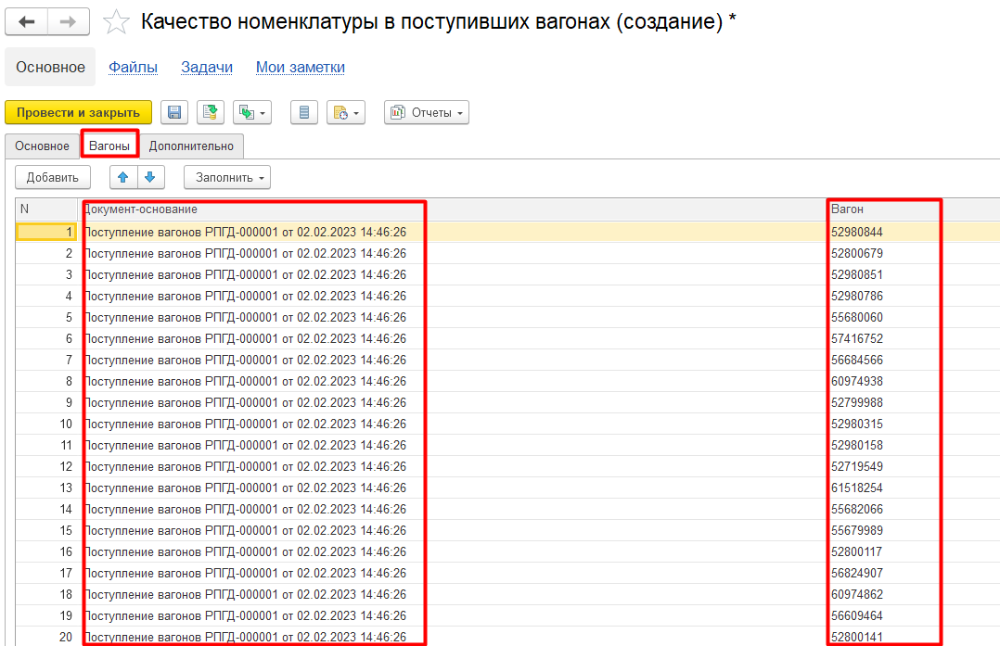 Качество номенклатуры в поступивших вагонах (создание) *
Основное Файлы Задачи Мои заметки
Провести и закрыть Отчеты
Основное Вагоны Дополнительно
Добавить Заполнить
N Документ-основание Вагон
1 Поступление вагонов РПГД-000001 от 02.02.2023 14:46:26 52980844
2 Поступление вагонов РПГД-000001 от 02.02.2023 14:46:26 52800679
3 Поступление вагонов РПГД-000001 от 02.02.2023 14:46:26 52980851
4 Поступление вагонов РПГД-000001 от 02.02.2023 14:46:26 52980786
5 Поступление вагонов РПГД-000001 от 02.02.2023 14:46:26 55680060
6 Поступление вагонов РПГД-000001 от 02.02.2023 14:46:26 57416752
7 Поступление вагонов РПГД-000001 от 02.02.2023 14:46:26 56684566
8 Поступление вагонов РПГД-000001 от 02.02.2023 14:46:26 60974938
9 Поступление вагонов РПГД-000001 от 02.02.2023 14:46:26 52799988
10 Поступление вагонов РПГД-000001 от 02.02.2023 14:46:26 52980315
11 Поступление вагонов РПГД-000001 от 02.02.2023 14:46:26 52980158
12 Поступление вагонов РПГД-000001 от 02.02.2023 14:46:26 52719549
13 Поступление вагонов РПГД-000001 от 02.02.2023 14:46:26 61518254
14 Поступление вагонов РПГД-000001 от 02.02.2023 14:46:26 55682066
15 Поступление вагонов РПГД-000001 от 02.02.2023 14:46:26 55679989
16 Поступление вагонов РПГД-000001 от 02.02.2023 14:46:26 52800117
17 Поступление вагонов РПГД-000001 от 02.02.2023 14:46:26 56824907
18 Поступление вагонов РПГД-000001 от 02.02.2023 14:46:26 60974862
19 Поступление вагонов РПГД-000001 от 02.02.2023 14:46:26 56609464
20 Поступление вагонов РПГД-000001 от 02.02.2023 14:46:26 52800141